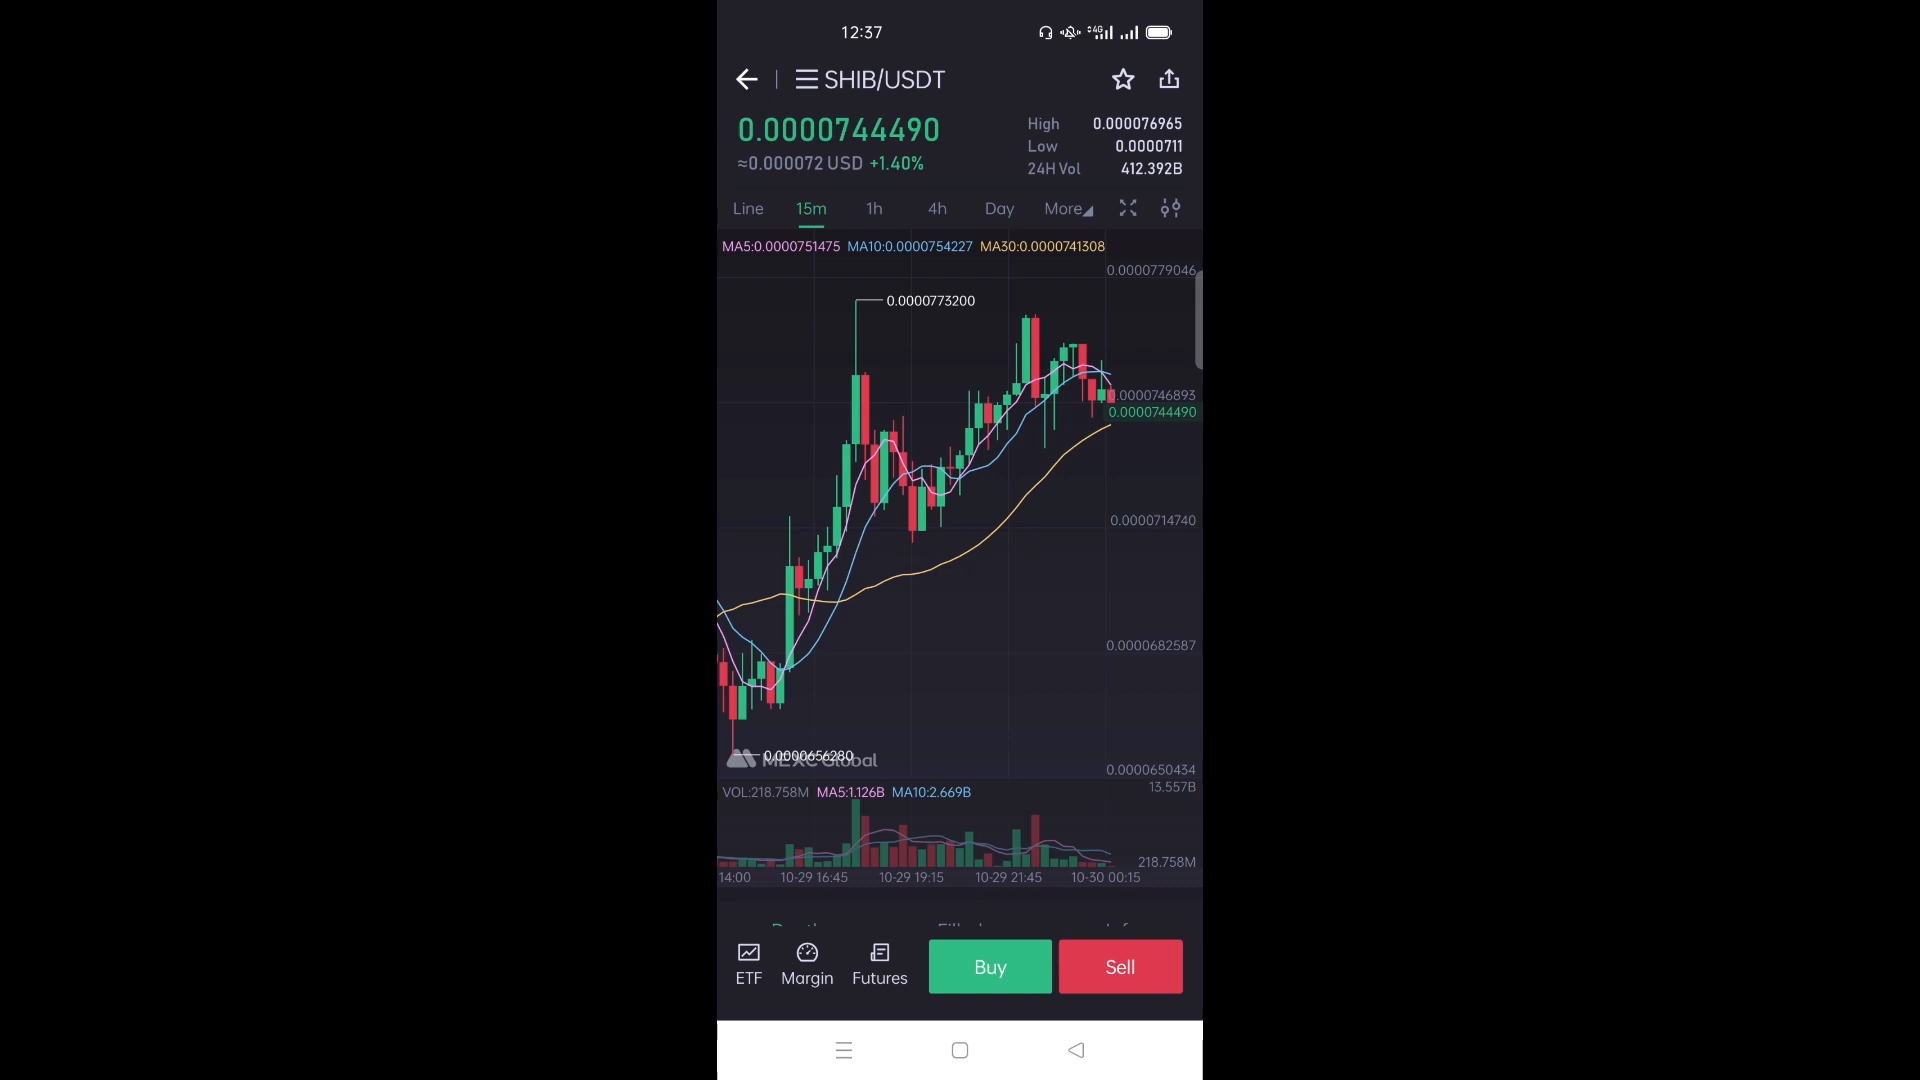 12:37 4G
SHIB/USDT
0.0000744490
≈0.000072 USD +1.40%
High 0.000076965
Low 0.0000711
24H Vol 412.392B
Line 15m 1h 4h Day More
MA5:0.0000751475 MA10:0.0000754227 MA30:0.0000741308
0.0000779046
0.0000773200
0.0000746893
0.0000744490
0.0000714740
0.0000682587
0.0000656280
MEXC Global
0.0000650434
13.557B
VOL:218.758M MA5:1.126B MA10:2.669B
218.758M
14:00 10-29 16:45 10-29 19:15 10-29 21:45 10-30 00:15
ETF Margin Futures Buy Sell